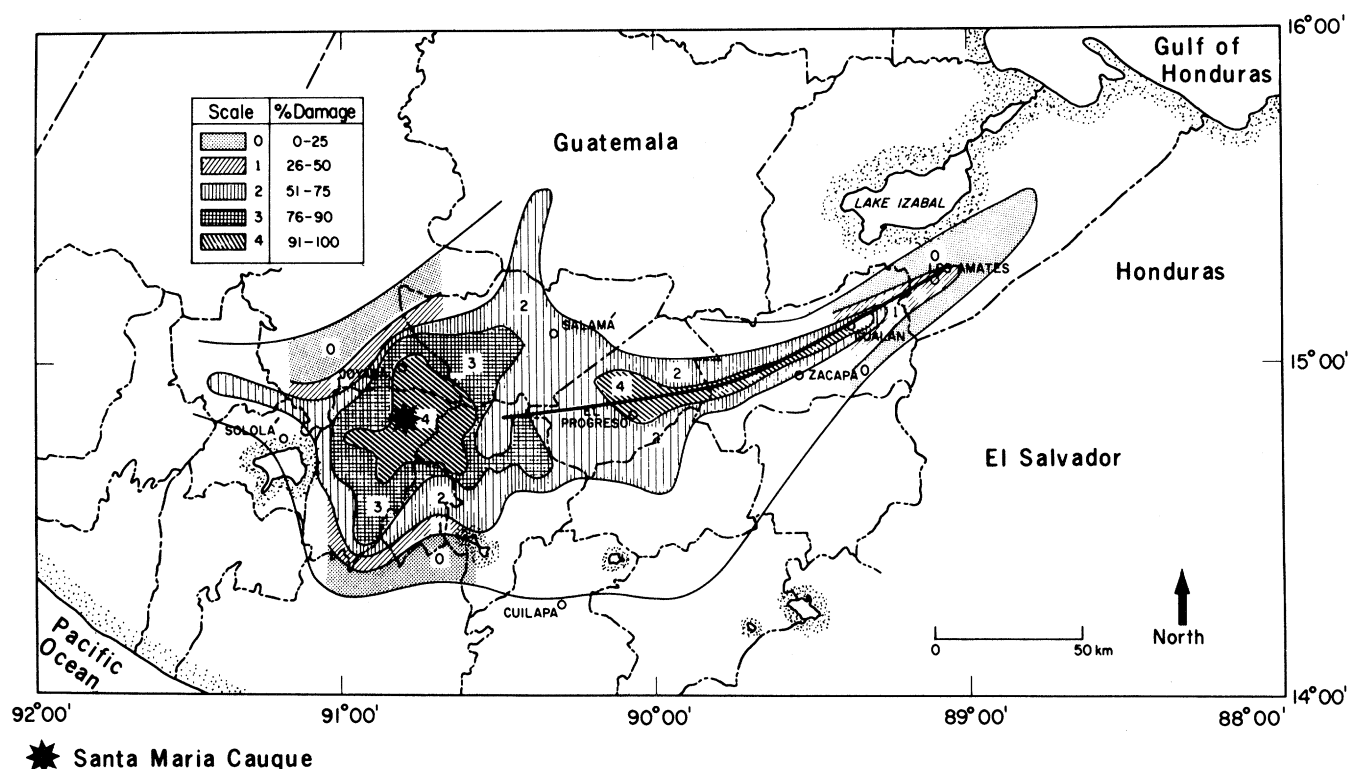 16°00'
Gulf of
Honduras
Scale %Damage
0 0-25
1 26-50
2 51-75
3 76-90
4 91-100
Guatemala
LAKE IZABAL
0
LOS AMATES
Honduras
2
1
SALAMA
GUALAN
0
3
15°00'
4
2
ZACAPA
4
EL
PROGRESO
SOLOLA
2
El Salvador
3
2
0
CUILAPA
North
0 50 km
Pacific
Ocean
14°00'
92°00' 91°00' 90°00' 89°00' 88°00'
Santa Maria Cauque